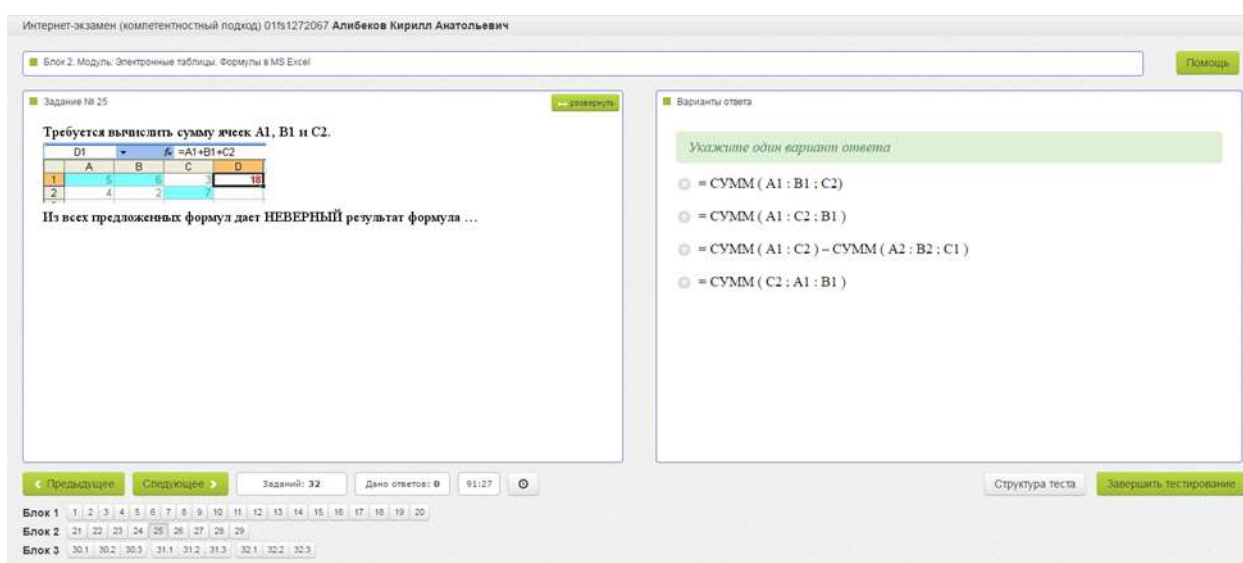 Интернет-экзамен (компетентностный подход) 01fs1272067 Алибеков Кирилл Анатольевич
Блок 2. Модуль: Электронные таблицы. Формулы в MS Excel
Помощь
Задание № 25
развернуть
Требуется вычислить сумму ячеек A1, B1 и C2.
D1 fx =A1+B1+C2
A B C D
1 5 6 3 18
2 4 2 7
Из всех предложенных формул дает НЕВЕРНЫЙ результат формула …
Варианты ответа
Укажите один вариант ответа
= СУММ ( A1 : B1 ; C2)
= СУММ ( A1 : C2 ; B1 )
= СУММ ( A1 : C2 ) – СУММ ( A2 : B2 ; C1 )
= СУММ ( C2 ; A1 : B1 )
Предыдущее Следующее Заданий: 32 Дано ответов: 0 91:27 Структура теста Завершить тестирование
Блок 1 1 2 3 4 5 6 7 8 9 10 11 12 13 14 15 16 17 18 19 20
Блок 2 21 22 23 24 25 26 27 28 29
Блок 3 30.1 30.2 30.3 31.1 31.2 31.3 32.1 32.2 32.3